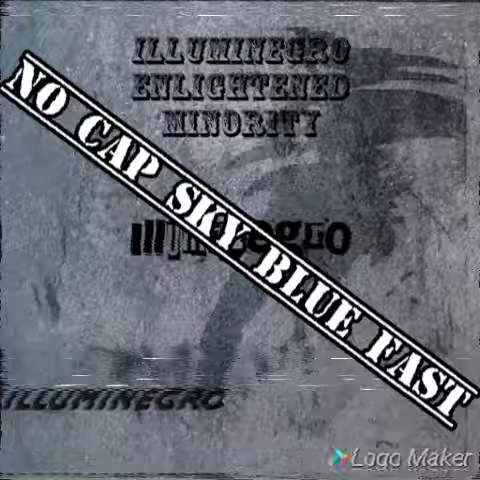 ILLUMINEGRO
ENLIGHTENED
MINORITY
NO CAP SKY BLUE FAST
Illuminegro
ILLUMINEGRO
Logo Maker